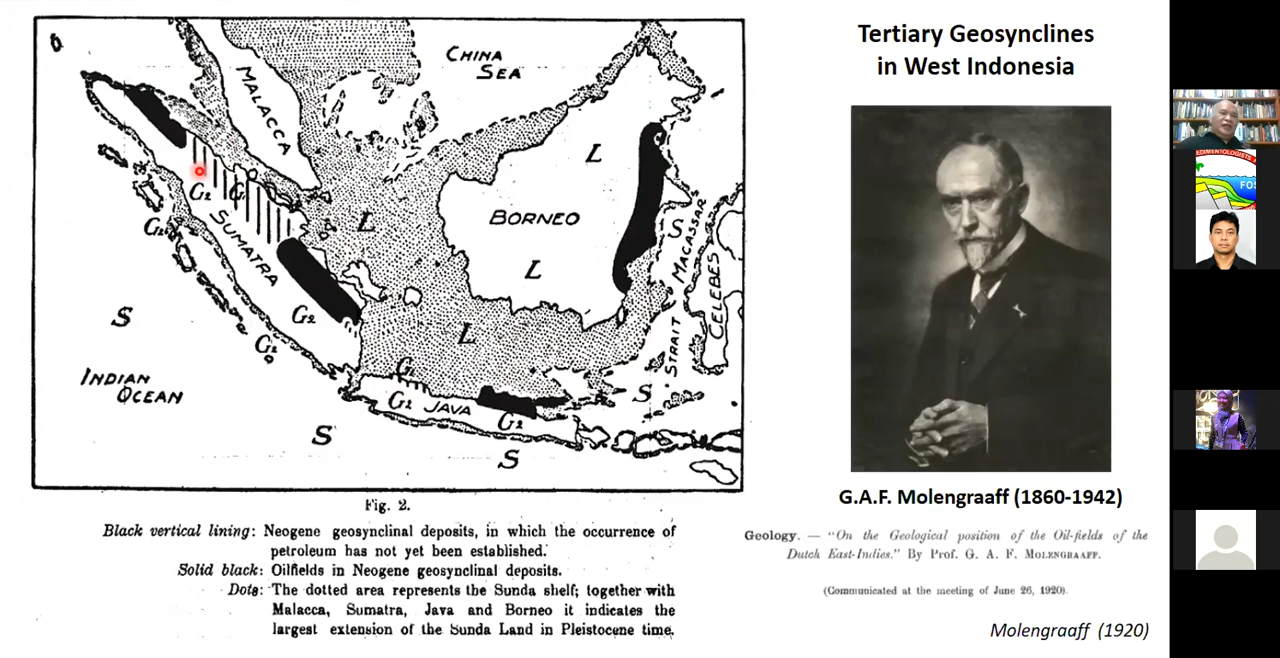 CHINA
SEA
MALACCA
G2
G2
SUMATRA
L
L
BORNEO
L
S
MACASSAR
STRAIT
CELEBES
G2
G2
S
L
INDIAN
OCEAN
G1
G2
JAVA
G2
S
S
S
Fig. 2.
Black vertical lining: Neogene geosynclinal deposits, in which the occurrence of
petroleum has not yet been established.
Solid black: Oilfields in Neogene geosynclinal deposits.
Dots: The dotted area represents the Sunda shelf; together with
Malacca, Sumatra, Java and Borneo it indicates the
largest extension of the Sunda Land in Pleistocene time.
Tertiary Geosynclines
in West Indonesia
G.A.F. Molengraaff (1860-1942)
Geology. — "On the Geological position of the Oil-fields of the
Dutch East-Indies." By Prof. G. A. F. MOLENGRAAFF.
(Communicated at the meeting of June 26, 1920).
Molengraaff (1920)
EDIMENTOLOGISTS
FOS